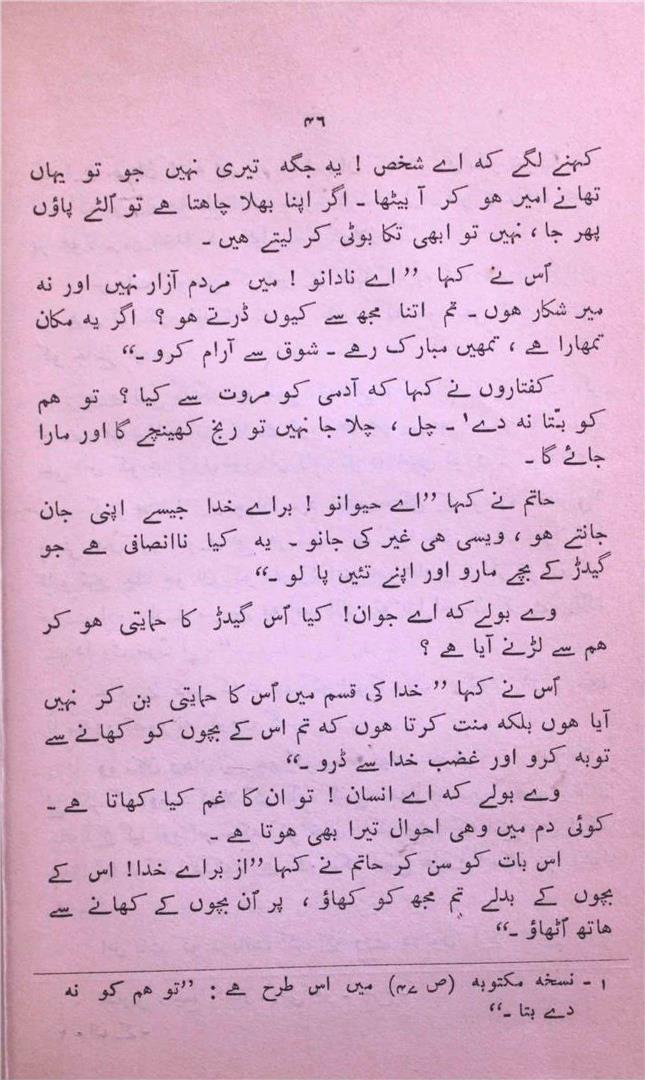 ۴٦
کہنے لگے کہ اے شخص ! یہ جگہ تیری نہیں جو تو یہاں
تھانے امیر ہو کر آ بیٹھا ۔ اگر اپنا بھلا چاہتا ہے تو اُلٹے پاؤں
پھر جا ، نہیں تو ابھی تکا بوٹی کر لیتے ہیں ۔
اُس نے کہا ”اے نادانو ! میں مردم آزار نہیں اور نہ
میر شکار ہوں ۔ تم اتنا مجھ سے کیوں ڈرتے ہو ؟ اگر یہ مکان
تمھارا ہے ، تمھیں مبارک رہے ۔ شوق سے آرام کرو ۔“
کفتاروں نے کہا کہ آدمی کو مروت سے کیا ؟ تو ہم
کو بتّا نہ دے۱ ۔ چل ، چلا جا نہیں تو رنج کھینچے گا اور مارا
جائے گا ۔
حاتم نے کہا ”اے حیوانو ! براے خدا جیسے اپنی جان
جانتے ہو ، ویسی ہی غیر کی جانو ۔ یہ کیا ناانصافی ہے جو
گیدڑ کے بچے مارو اور اپنے تئیں پا لو ۔“
وے بولے کہ اے جوان! کیا اُس گیدڑ کا حمایتی ہو کر
ہم سے لڑنے آیا ہے ؟
اُس نے کہا ” خدا کی قسم میں اُس کا حمایتی بن کر نہیں
آیا ہوں بلکہ منت کرتا ہوں کہ تم اس کے بچوں کو کھانے سے
توبہ کرو اور غضب خدا سے ڈرو ۔“
وے بولے کہ اے انسان ! تو ان کا غم کیا کھاتا ہے ۔
کوئی دم میں وہی احوال تیرا بھی ہوتا ہے ۔
اس بات کو سن کر حاتم نے کہا ”از براے خدا! اس کے
بچوں کے بدلے تم مجھ کو کھاؤ ، پر اُن بچوں کے کھانے سے
ہاتھ اُٹھاؤ ۔“
۱ ۔ نسخہ مکتوبہ (ص ۴۷) میں اس طرح ہے : ”تو ہم کو نہ
دے بتا ۔“